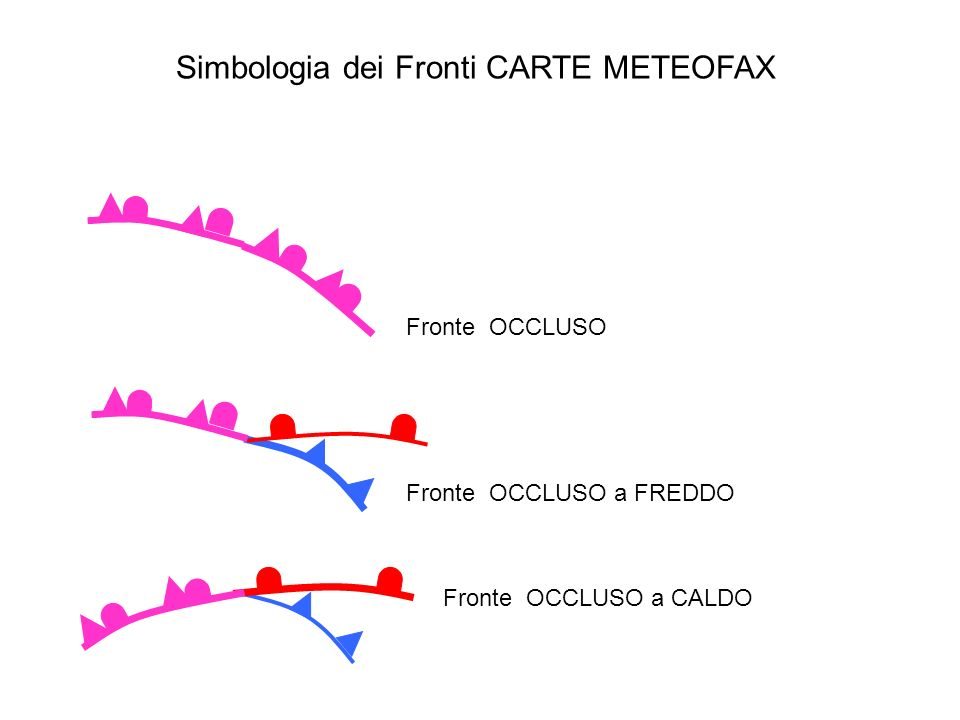 Simbologia dei Fronti CARTE METEOFAX
Fronte OCCLUSO
Fronte OCCLUSO a FREDDO
Fronte OCCLUSO a CALDO